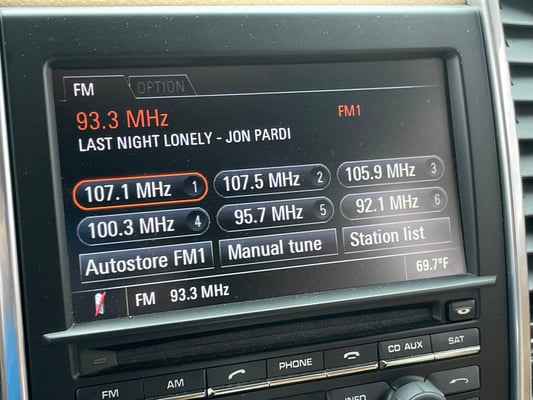 FM OPTION
93.3 MHz FM1
LAST NIGHT LONELY - JON PARDI
107.1 MHz 1 107.5 MHz 2 105.9 MHz 3
100.3 MHz 4 95.7 MHz 5 92.1 MHz 6
Autostore FM1 Manual tune Station list
FM 93.3 MHz 69.7°F
FM AM PHONE CD AUX SAT
INFO